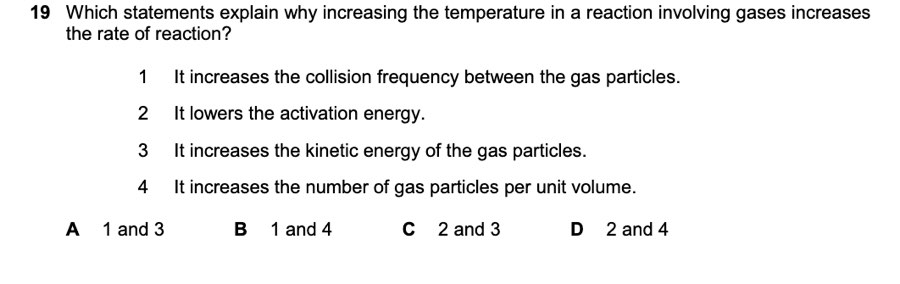 19 Which statements explain why increasing the temperature in a reaction involving gases increases
the rate of reaction?
1 It increases the collision frequency between the gas particles.
2 It lowers the activation energy.
3 It increases the kinetic energy of the gas particles.
4 It increases the number of gas particles per unit volume.
A 1 and 3 B 1 and 4 C 2 and 3 D 2 and 4